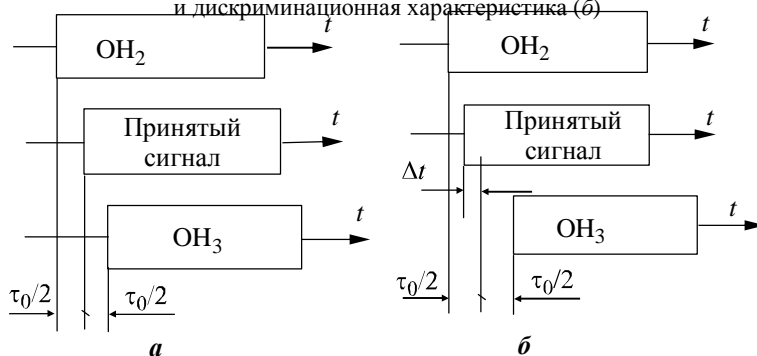 и дискриминационная характеристика (б)
ОН2
t
Принятый
сигнал
t
ОН3
t
τ0/2
τ0/2
а
ОН2
t
Принятый
сигнал
t
Δt
ОН3
t
τ0/2
τ0/2
б